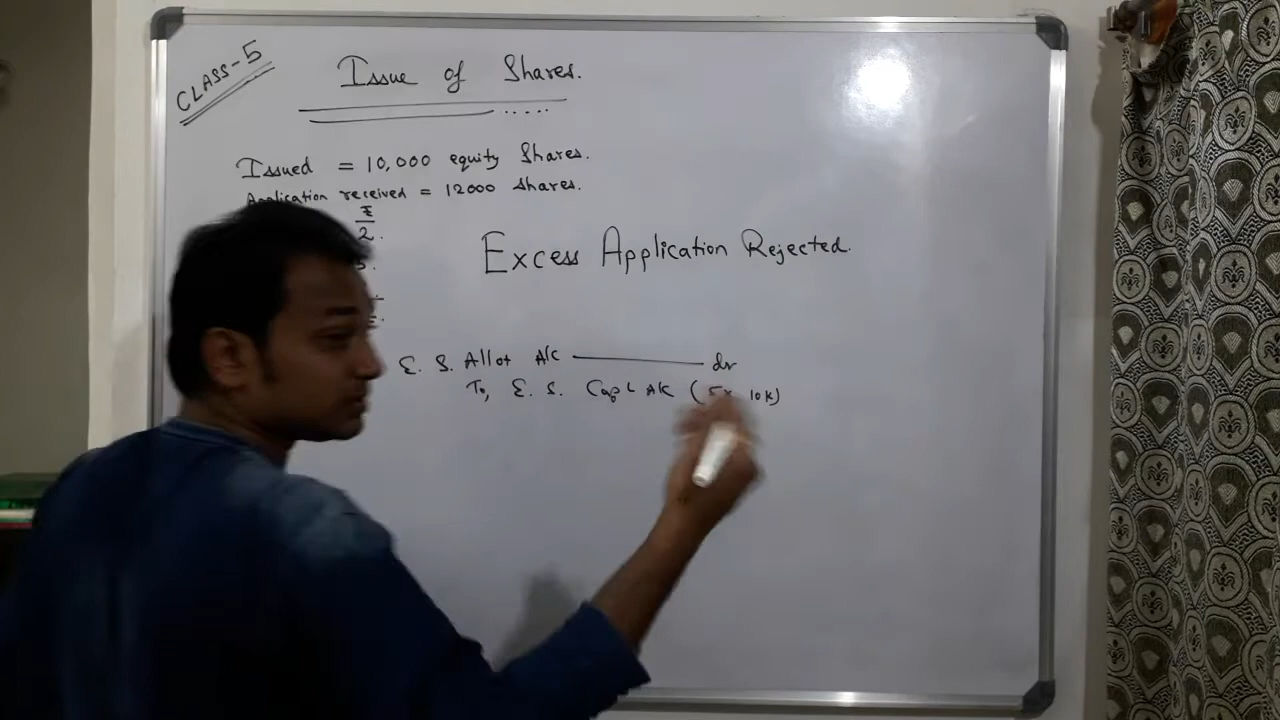 CLASS-5
Issue of Shares.
.....
Issued = 10,000 equity Shares.
Application received = 12000 shares.
₹
2.
Excess Application Rejected.
E. S. Allot A/c ———— dr
To, E. S. Capl A/c (5x 10k)